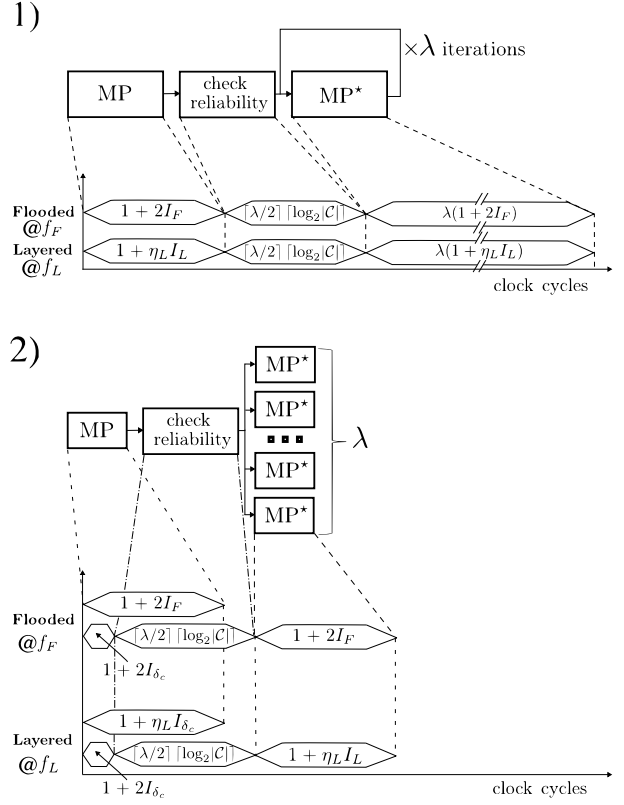 1)
×λ iterations
MP
check
reliability
MP⋆
Flooded
@f_F
1 + 2I_F
⌈λ/2⌉ ⌈log₂|𝒞|⌉
λ(1 + 2I_F)
Layered
@f_L
1 + η_L I_L
⌈λ/2⌉ ⌈log₂|𝒞|⌉
λ(1 + η_L I_L)
clock cycles
2)
MP⋆
MP⋆
MP
check
reliability
λ
MP⋆
MP⋆
1 + 2I_F
Flooded
@f_F
⌈λ/2⌉ ⌈log₂|𝒞|⌉
1 + 2I_F
1 + 2I_{δ_c}
1 + η_L I_{δ_c}
Layered
@f_L
⌈λ/2⌉ ⌈log₂|𝒞|⌉
1 + η_L I_L
1 + 2I_{δ_c}
clock cycles